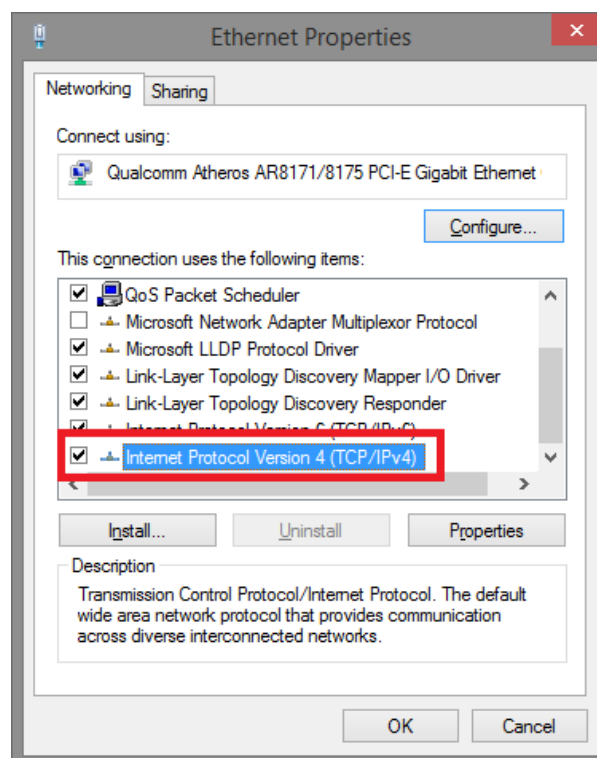 Ethernet Properties
Networking
Sharing
Connect using:
Qualcomm Atheros AR8171/8175 PCI-E Gigabit Ethernet
Configure...
This connection uses the following items:
QoS Packet Scheduler
Microsoft Network Adapter Multiplexor Protocol
Microsoft LLDP Protocol Driver
Link-Layer Topology Discovery Mapper I/O Driver
Link-Layer Topology Discovery Responder
Internet Protocol Version 6 (TCP/IPv6)
Internet Protocol Version 4 (TCP/IPv4)
Install...
Uninstall
Properties
Description
Transmission Control Protocol/Internet Protocol. The default
wide area network protocol that provides communication
across diverse interconnected networks.
OK
Cancel